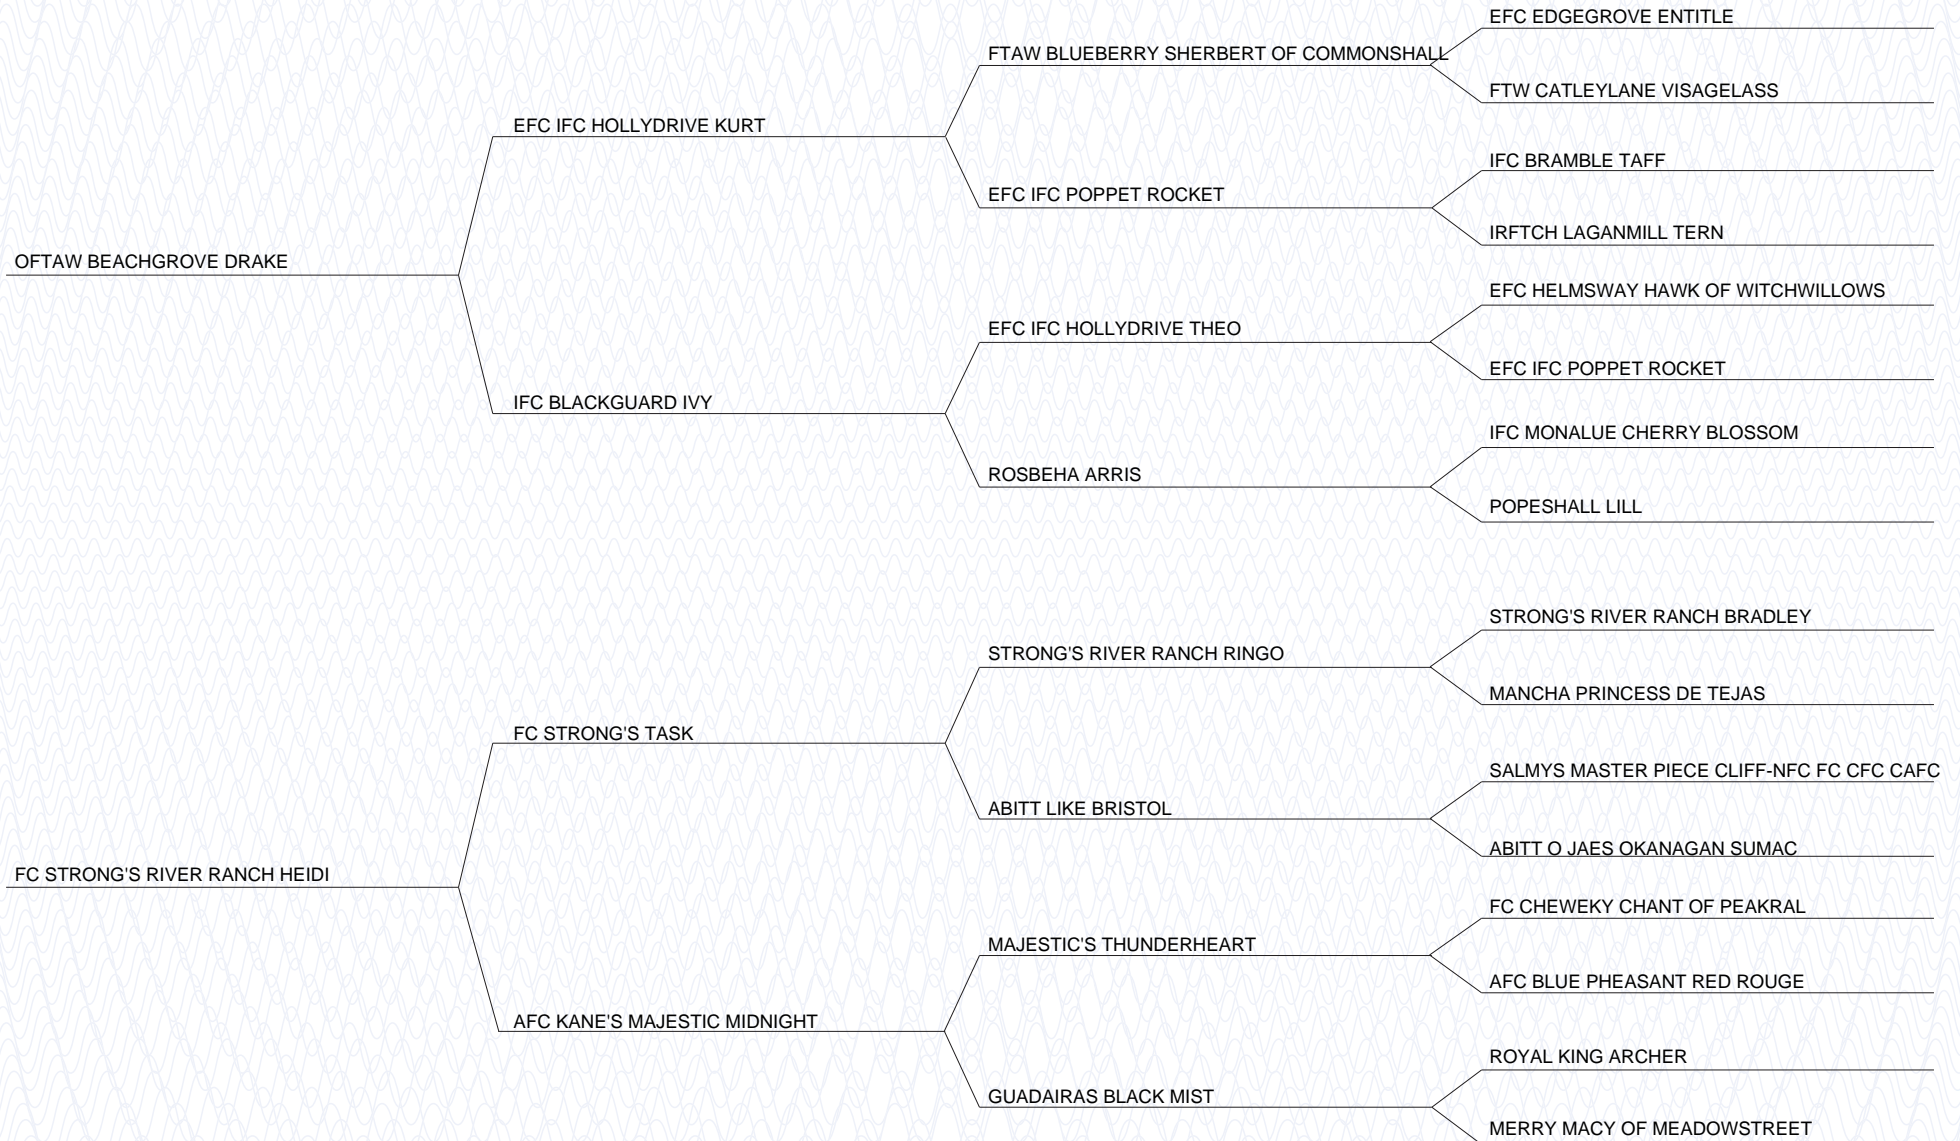 EFC EDGEGROVE ENTITLE
FTAW BLUEBERRY SHERBERT OF COMMONSHALL
FTW CATLEYLANE VISAGELASS
EFC IFC HOLLYDRIVE KURT
IFC BRAMBLE TAFF
EFC IFC POPPET ROCKET
IRFTCH LAGANMILL TERN
OFTAW BEACHGROVE DRAKE
EFC HELMSWAY HAWK OF WITCHWILLOWS
EFC IFC HOLLYDRIVE THEO
EFC IFC POPPET ROCKET
IFC BLACKGUARD IVY
IFC MONALUE CHERRY BLOSSOM
ROSBEHA ARRIS
POPESHALL LILL
STRONG'S RIVER RANCH BRADLEY
STRONG'S RIVER RANCH RINGO
MANCHA PRINCESS DE TEJAS
FC STRONG'S TASK
SALMYS MASTER PIECE CLIFF-NFC FC CFC CAFC
ABITT LIKE BRISTOL
ABITT O JAES OKANAGAN SUMAC
FC STRONG'S RIVER RANCH HEIDI
FC CHEWEKY CHANT OF PEAKRAL
MAJESTIC'S THUNDERHEART
AFC BLUE PHEASANT RED ROUGE
AFC KANE'S MAJESTIC MIDNIGHT
ROYAL KING ARCHER
GUADAIRAS BLACK MIST
MERRY MACY OF MEADOWSTREET